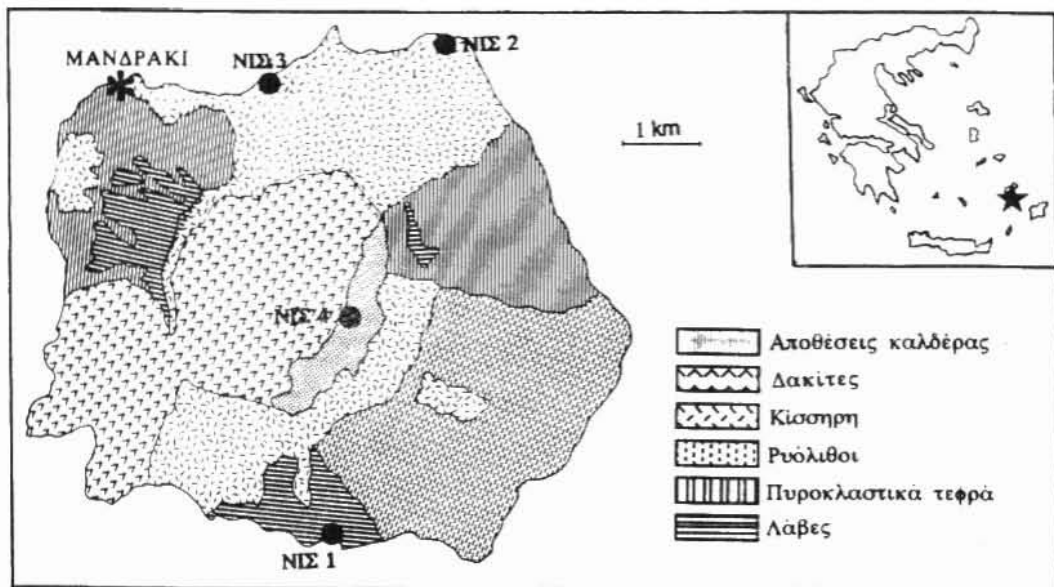 ΜΑΝΔΡΑΚΙ
ΝΙΣ 3
ΝΙΣ 2
1 km
ΝΙΣ 4
ΝΙΣ 1
Αποθέσεις καλδέρας
Δακίτες
Κίσσηρη
Ρυόλιθοι
Πυροκλαστικά τεφρά
Λάβες